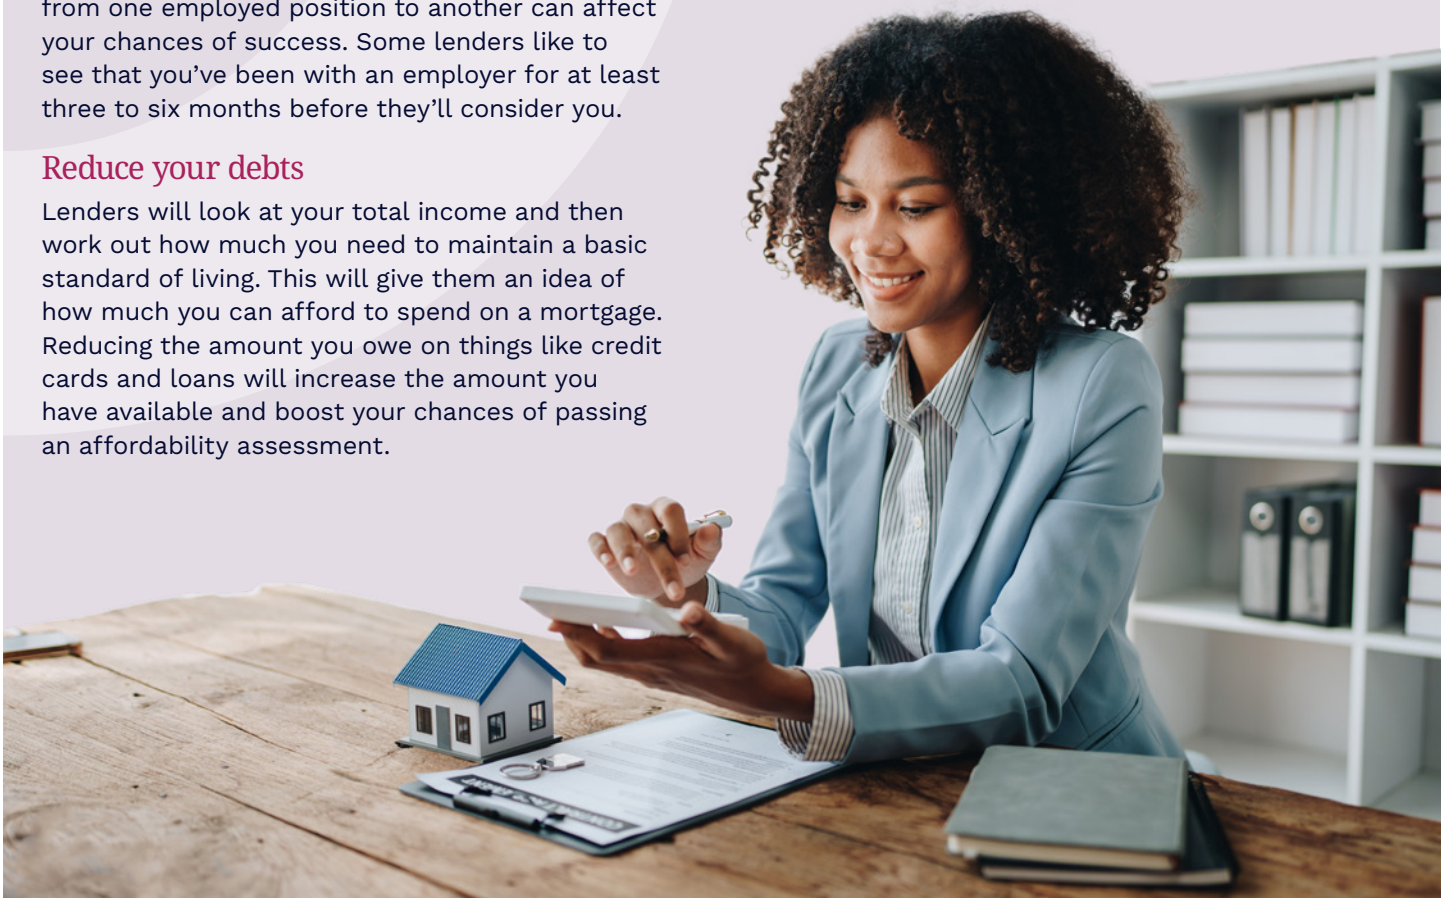 from one employed position to another can affect
your chances of success. Some lenders like to
see that you’ve been with an employer for at least
three to six months before they’ll consider you.
Reduce your debts
Lenders will look at your total income and then
work out how much you need to maintain a basic
standard of living. This will give them an idea of
how much you can afford to spend on a mortgage.
Reducing the amount you owe on things like credit
cards and loans will increase the amount you
have available and boost your chances of passing
an affordability assessment.